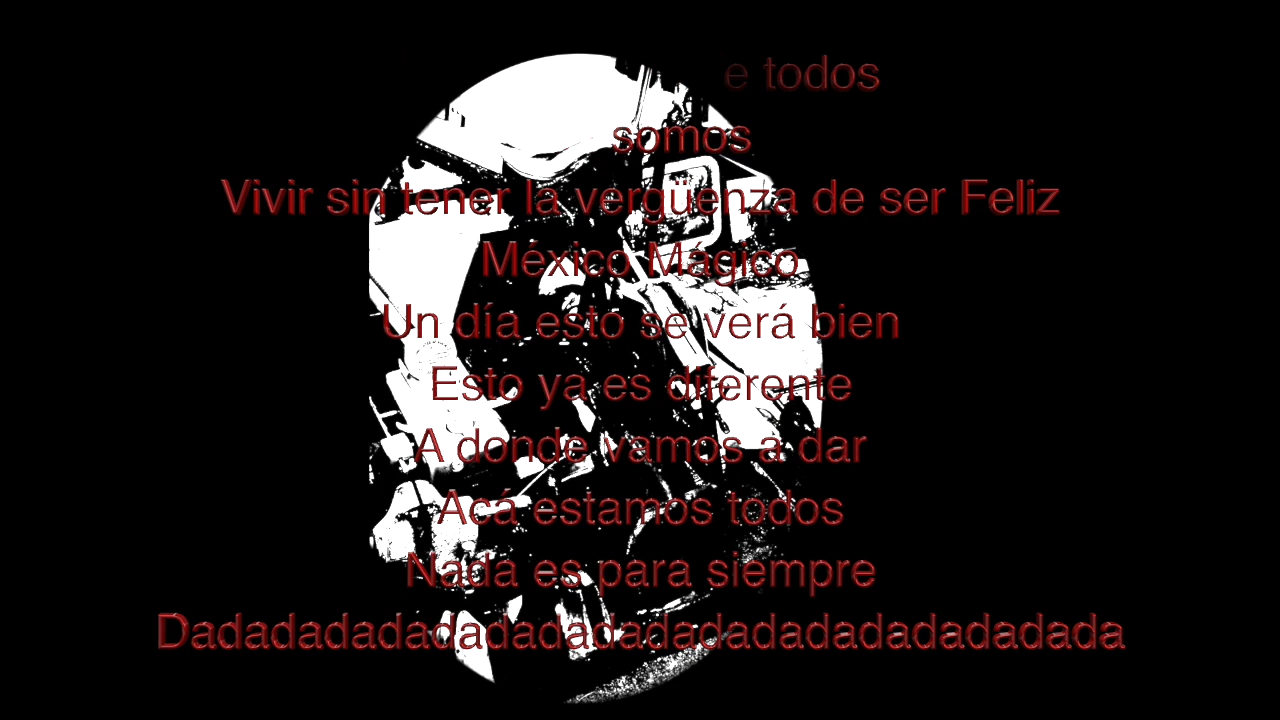 e todos
somos
Vivir sin tener la vergüenza de ser Feliz
México Mágico
Un día esto se verá bien
Esto ya es diferente
A donde vamos a dar
Acá estamos todos
Nada es para siempre
Dadadadadadadadadadadadadadadadadada